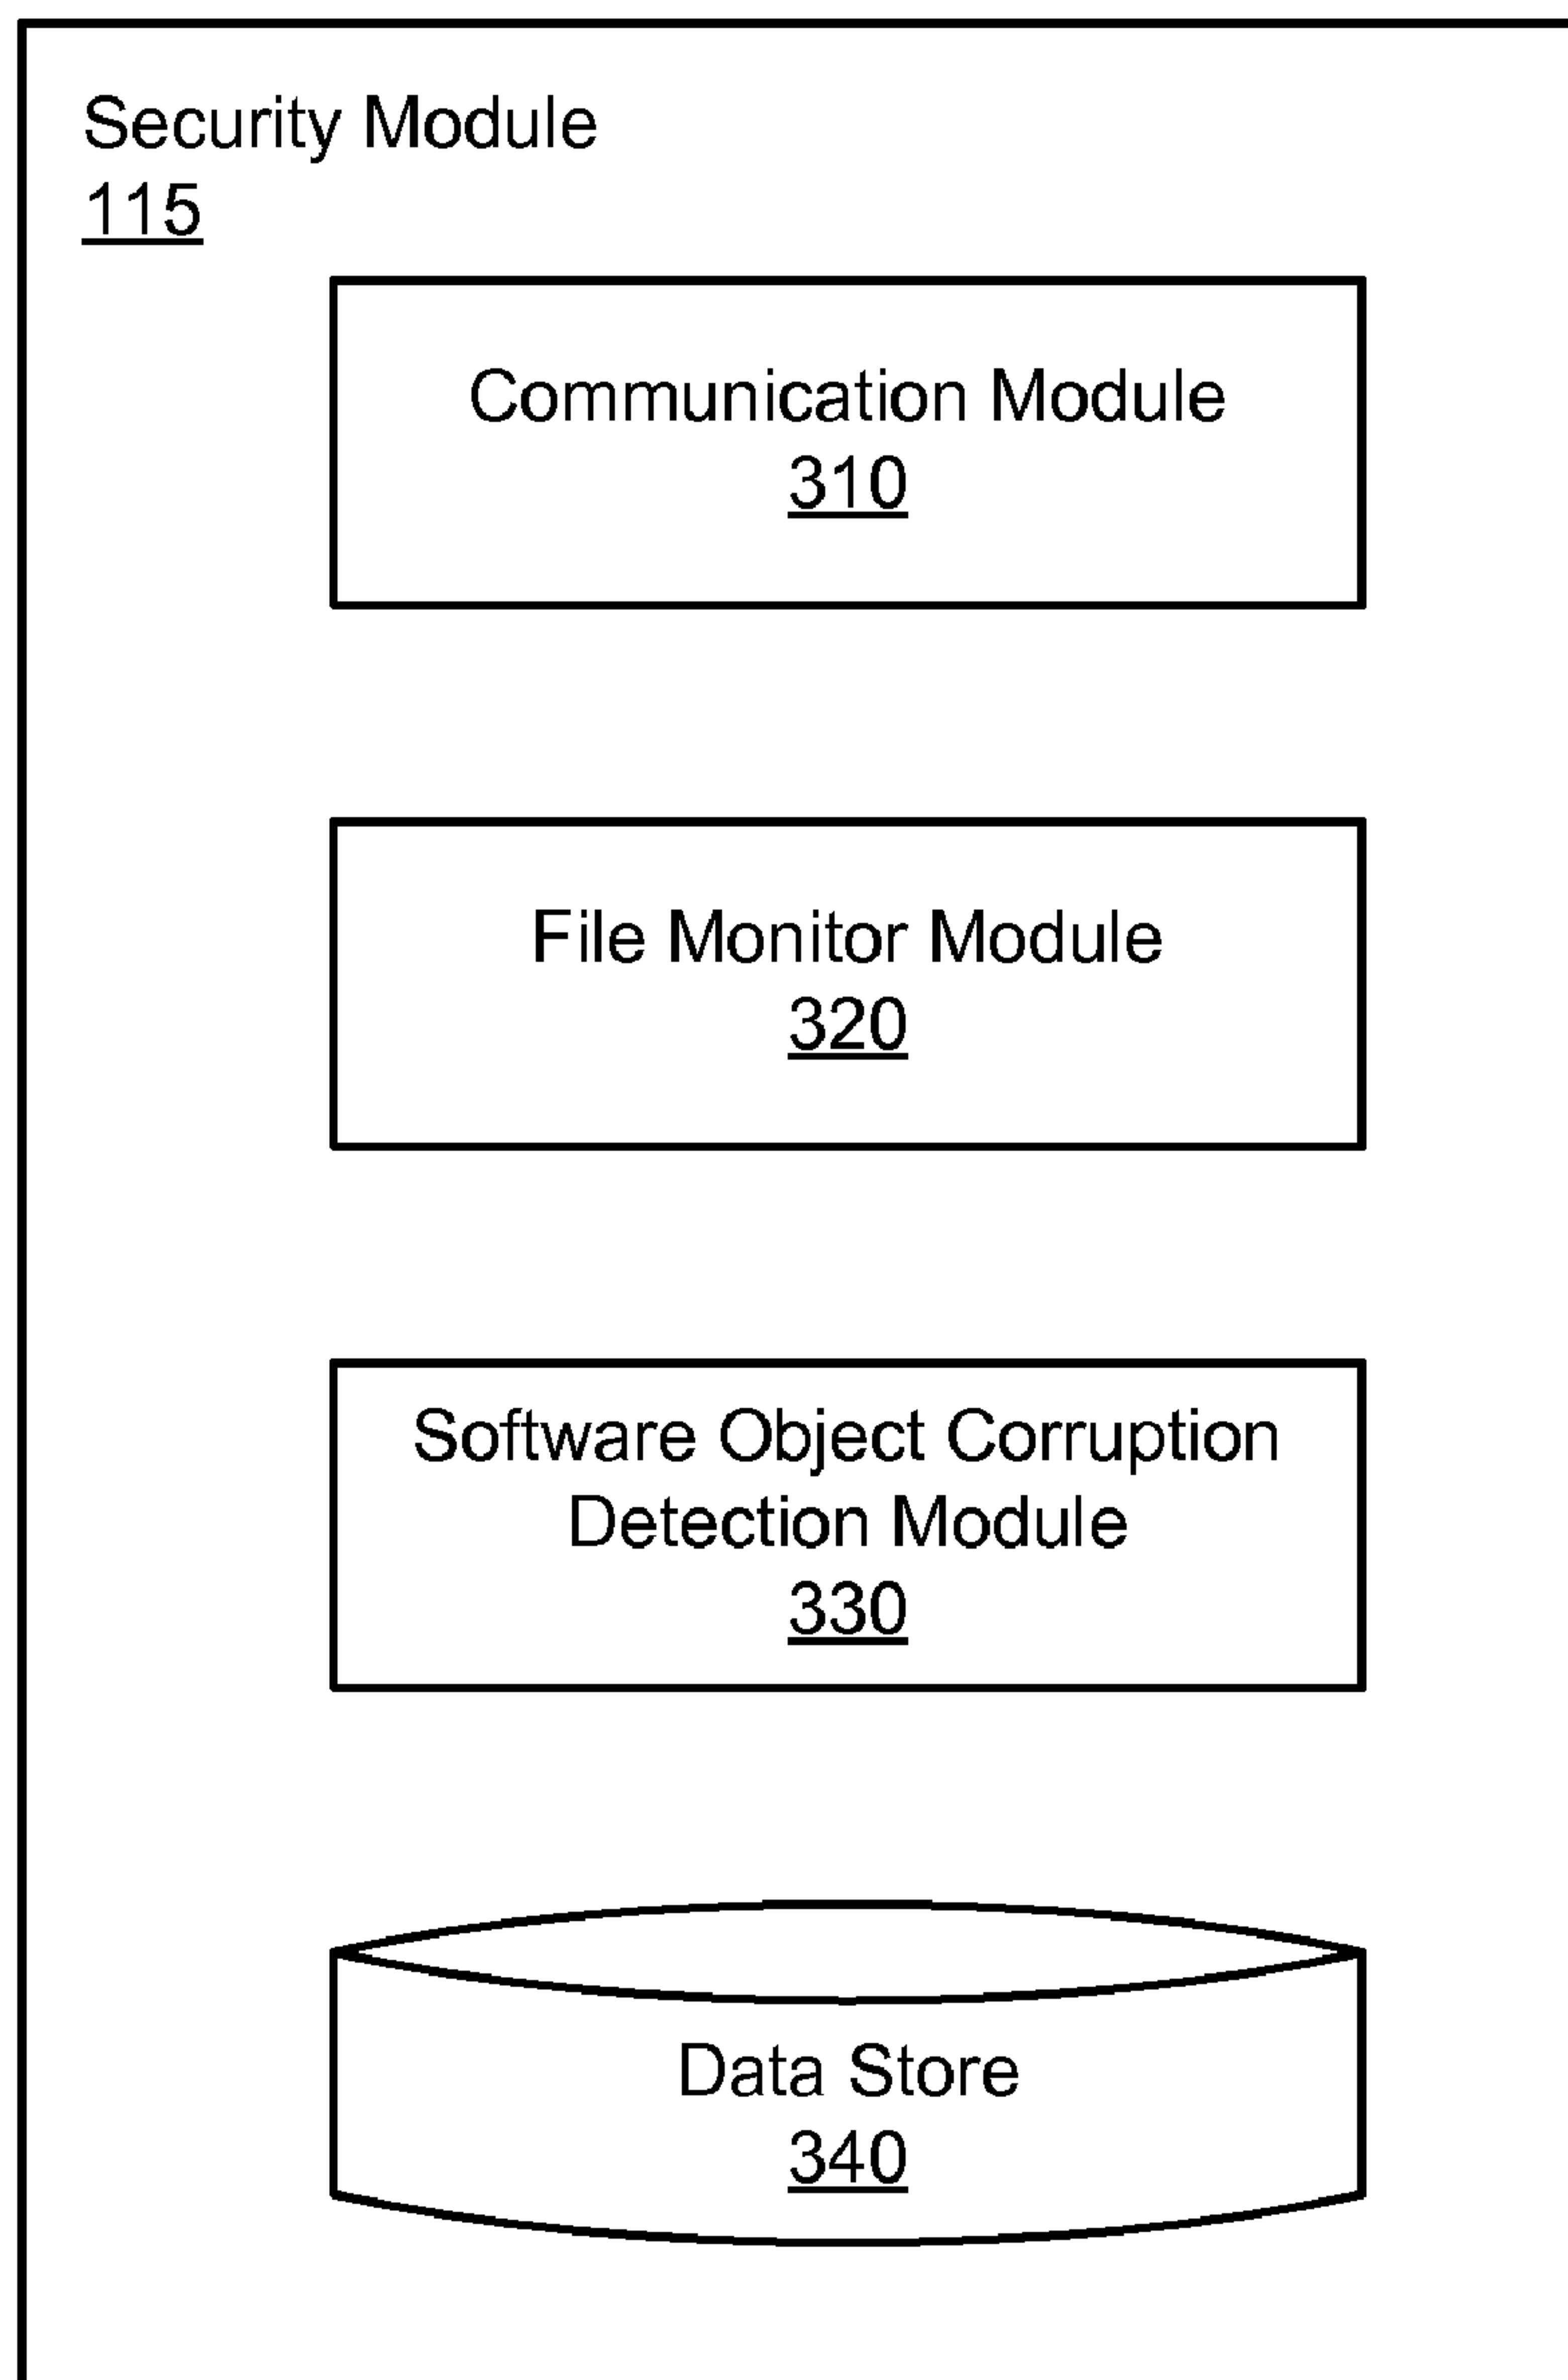 Security Module
115
Communication Module
310
File Monitor Module
320
Software Object Corruption
Detection Module
330
Data Store
340